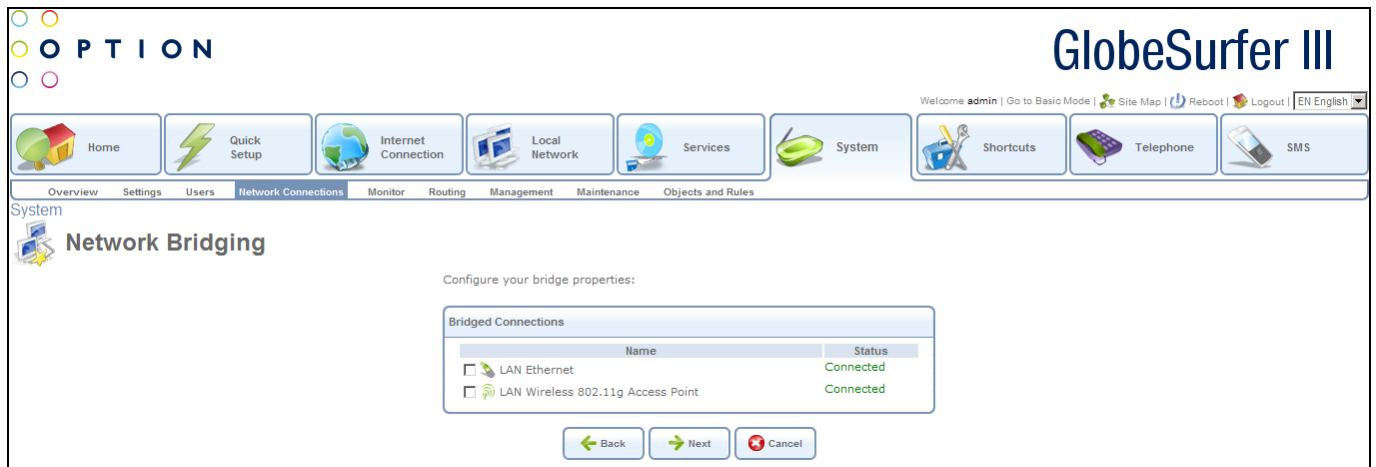 OPTION
GlobeSurfer III
Welcome admin | Go to Basic Mode | Site Map | Reboot | Logout | EN English
Home
Quick Setup
Internet Connection
Local Network
Services
System
Shortcuts
Telephone
SMS
Overview Settings Users Network Connections Monitor Routing Management Maintenance Objects and Rules
System
Network Bridging
Configure your bridge properties:
Bridged Connections
Name Status
LAN Ethernet Connected
LAN Wireless 802.11g Access Point Connected
Back Next Cancel